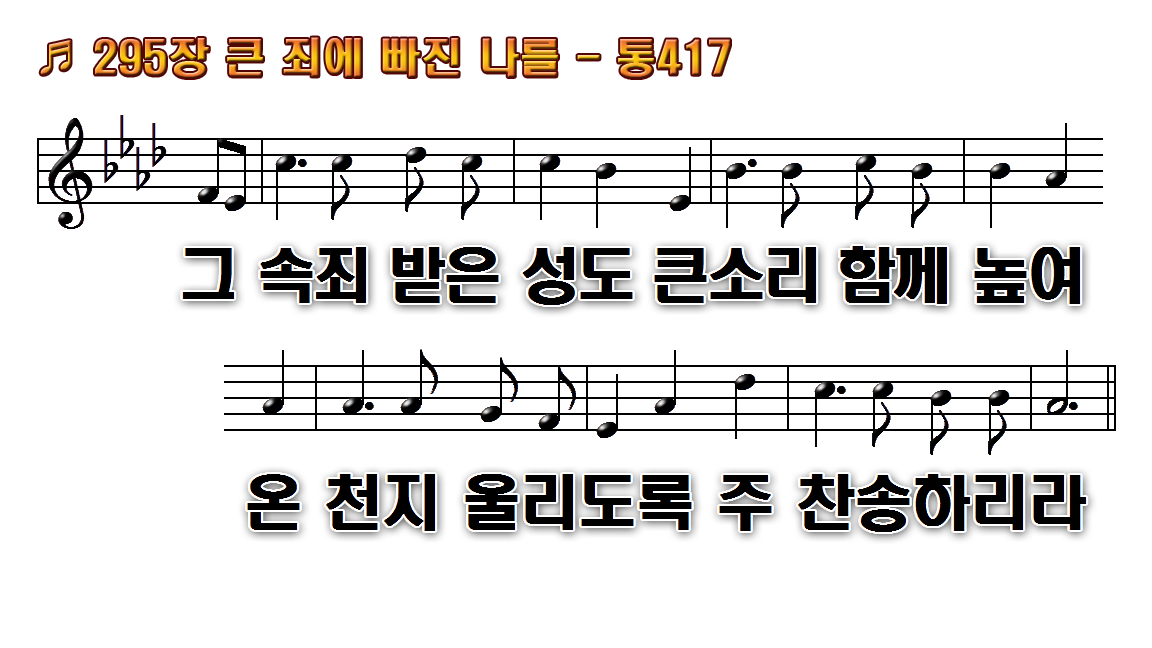 ♬ 295장 큰 죄에 빠진 나를 - 통417
그 속죄 받은 성도 큰소리 함께 높여
온 천지 울리도록 주 찬송하리라